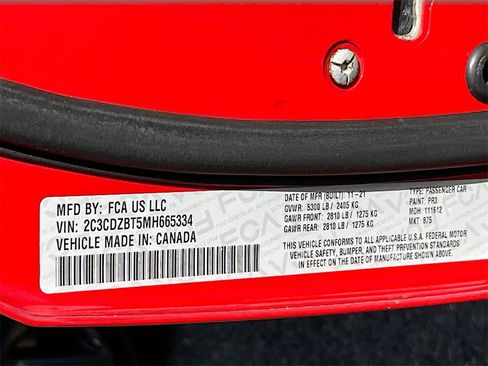 MFD BY: FCA US LLC
VIN: 2C3CDZBT5MH665334
VEHICLE MADE IN: CANADA
DATE OF MFR (BUILT): 11-21
GVWR: 5300 LB / 2405 KG
GAWR FRONT: 2810 LB / 1275 KG
GAWR REAR: 2810 LB / 1275 KG
TYPE: PASSENGER CAR
PAINT: PR3
MDH: 111612
MKT: 875
THIS VEHICLE CONFORMS TO ALL APPLICABLE U.S.A. FEDERAL MOTOR
VEHICLE SAFETY, BUMPER, AND THEFT PREVENTION STANDARDS
IN EFFECT ON THE DATE OF MANUFACTURE SHOWN ABOVE.